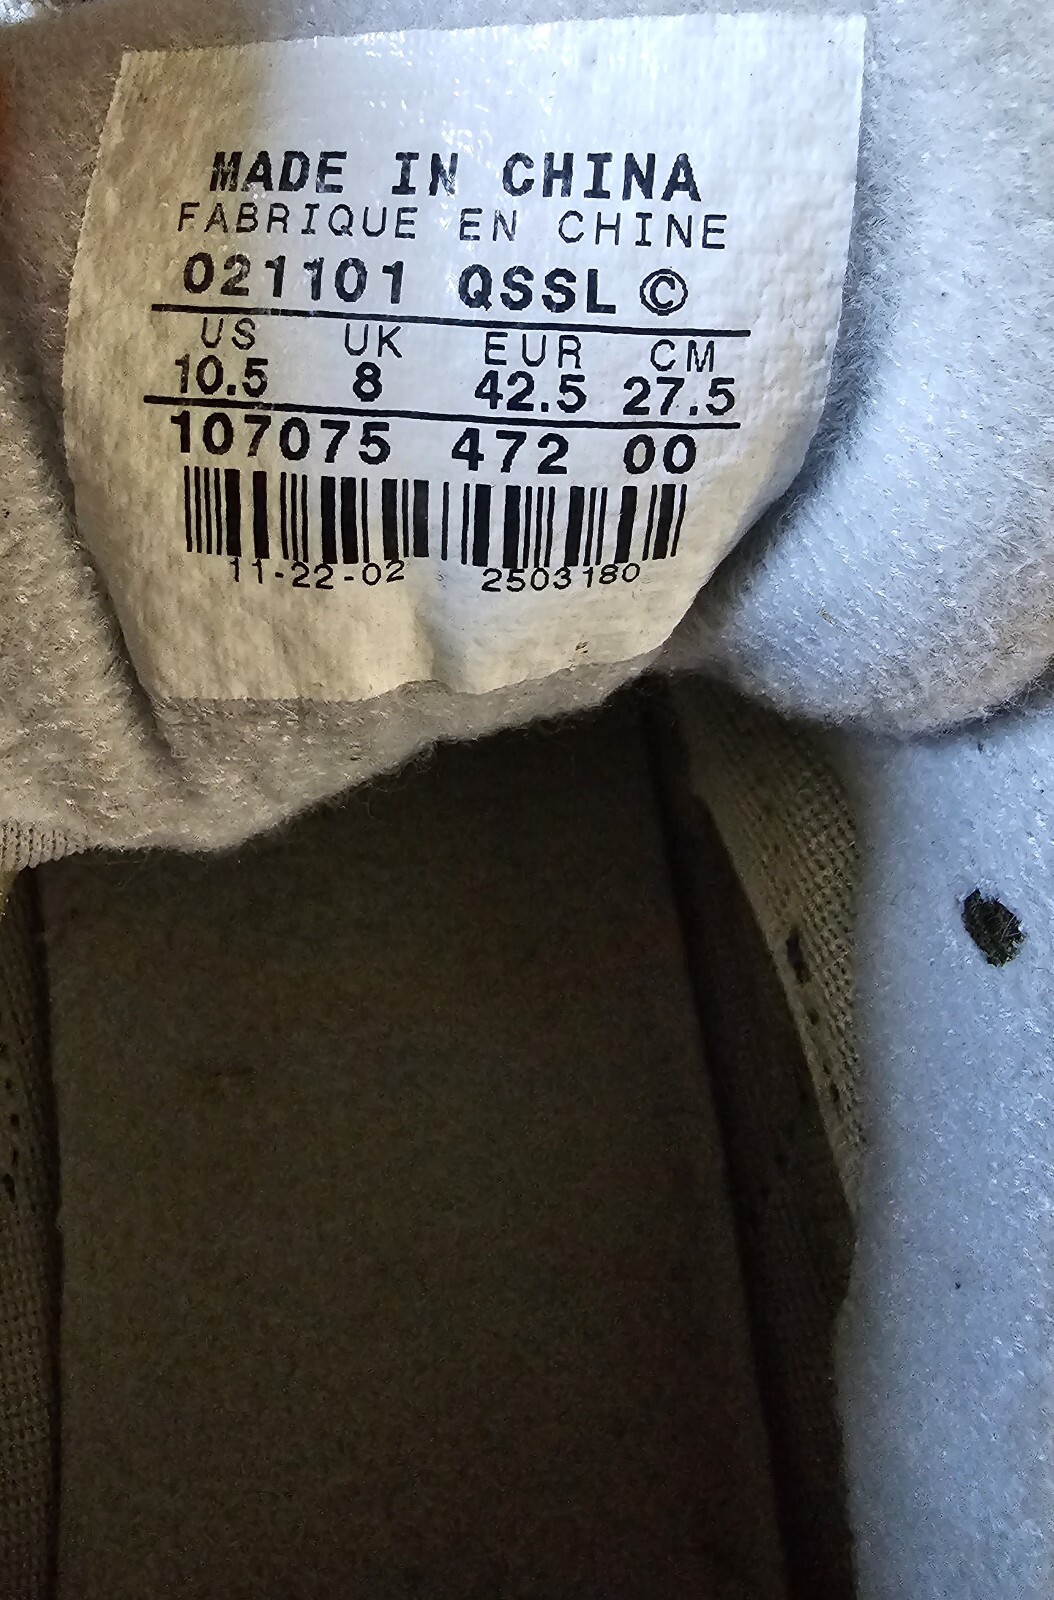 MADE IN CHINA
FABRIQUE EN CHINE
021101 QSSL ©
US UK EUR CM
10.5 8 42.5 27.5
107075 472 00
11-22-02 2503180